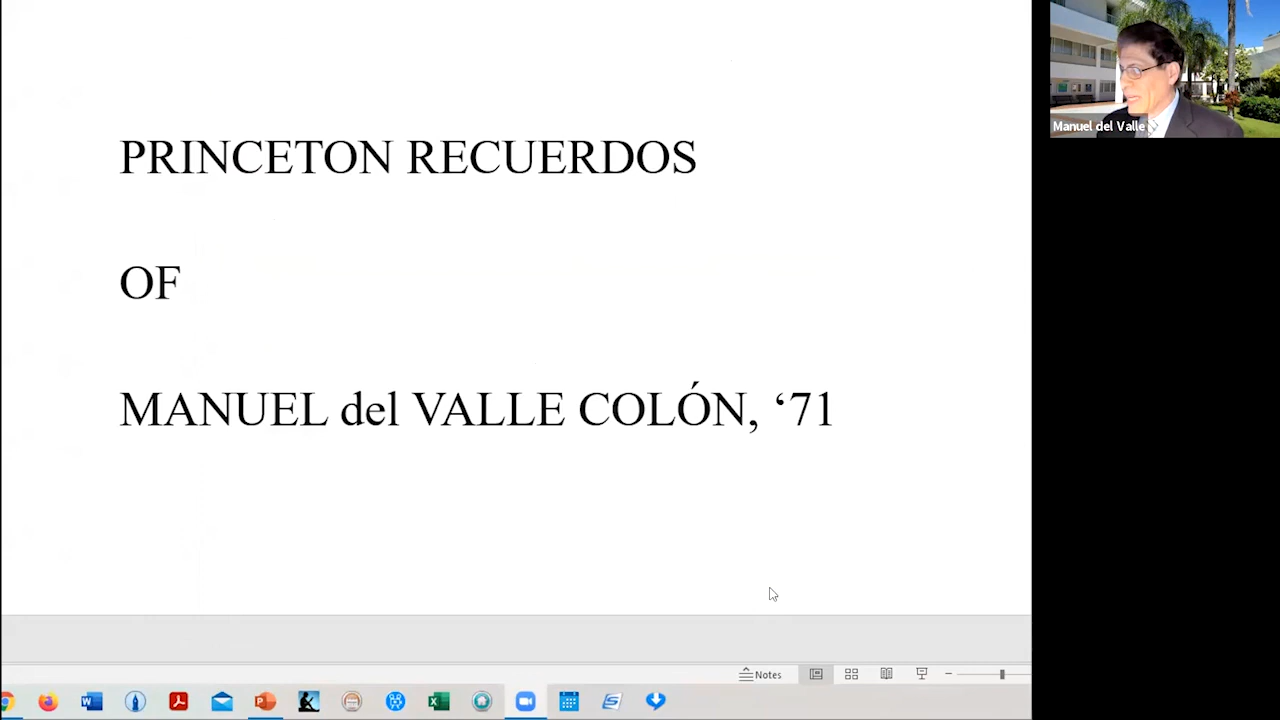 PRINCETON RECUERDOS
OF
MANUEL del VALLE COLÓN, ‘71
Manuel del Valle
Notes